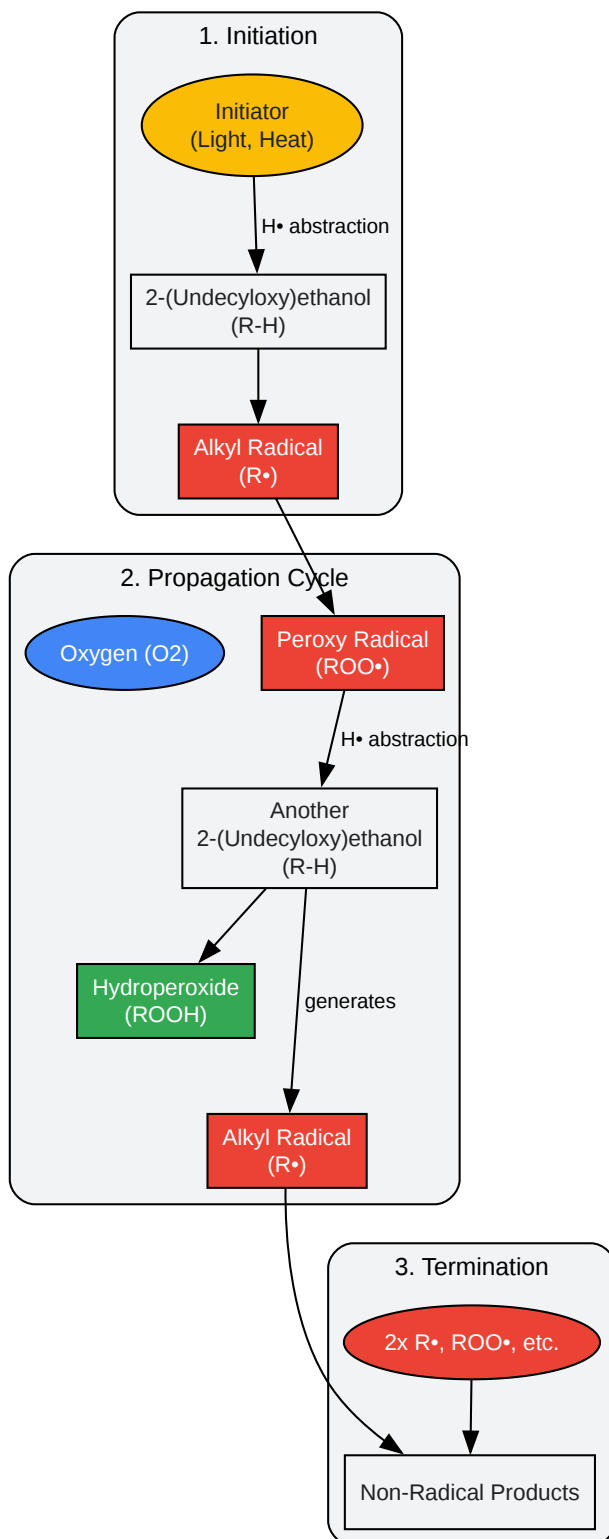 1. Initiation
Initiator
(Light, Heat)
H• abstraction
2-(Undecyloxy)ethanol
(R-H)
Alkyl Radical
(R•)
2. Propagation Cycle
Oxygen (O2)
Peroxy Radical
(ROO•)
H• abstraction
Another
2-(Undecyloxy)ethanol
(R-H)
Hydroperoxide
(ROOH)
generates
Alkyl Radical
(R•)
3. Termination
2x R•, ROO•, etc.
Non-Radical Products